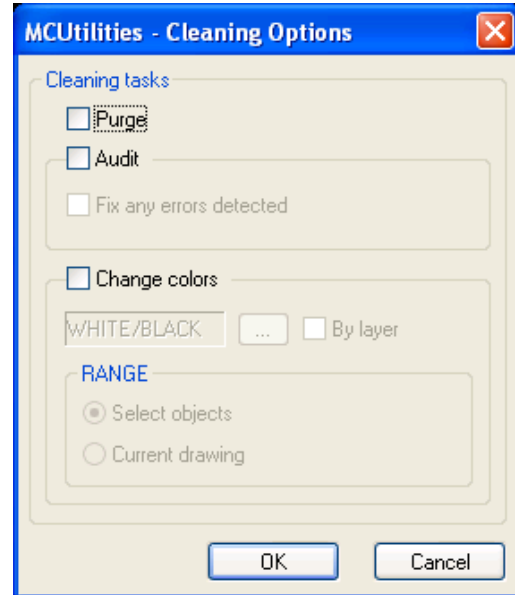 MCUtilities - Cleaning Options
Cleaning tasks
Purge
Audit
Fix any errors detected
Change colors
WHITE/BLACK ... By layer
RANGE
Select objects
Current drawing
OK Cancel